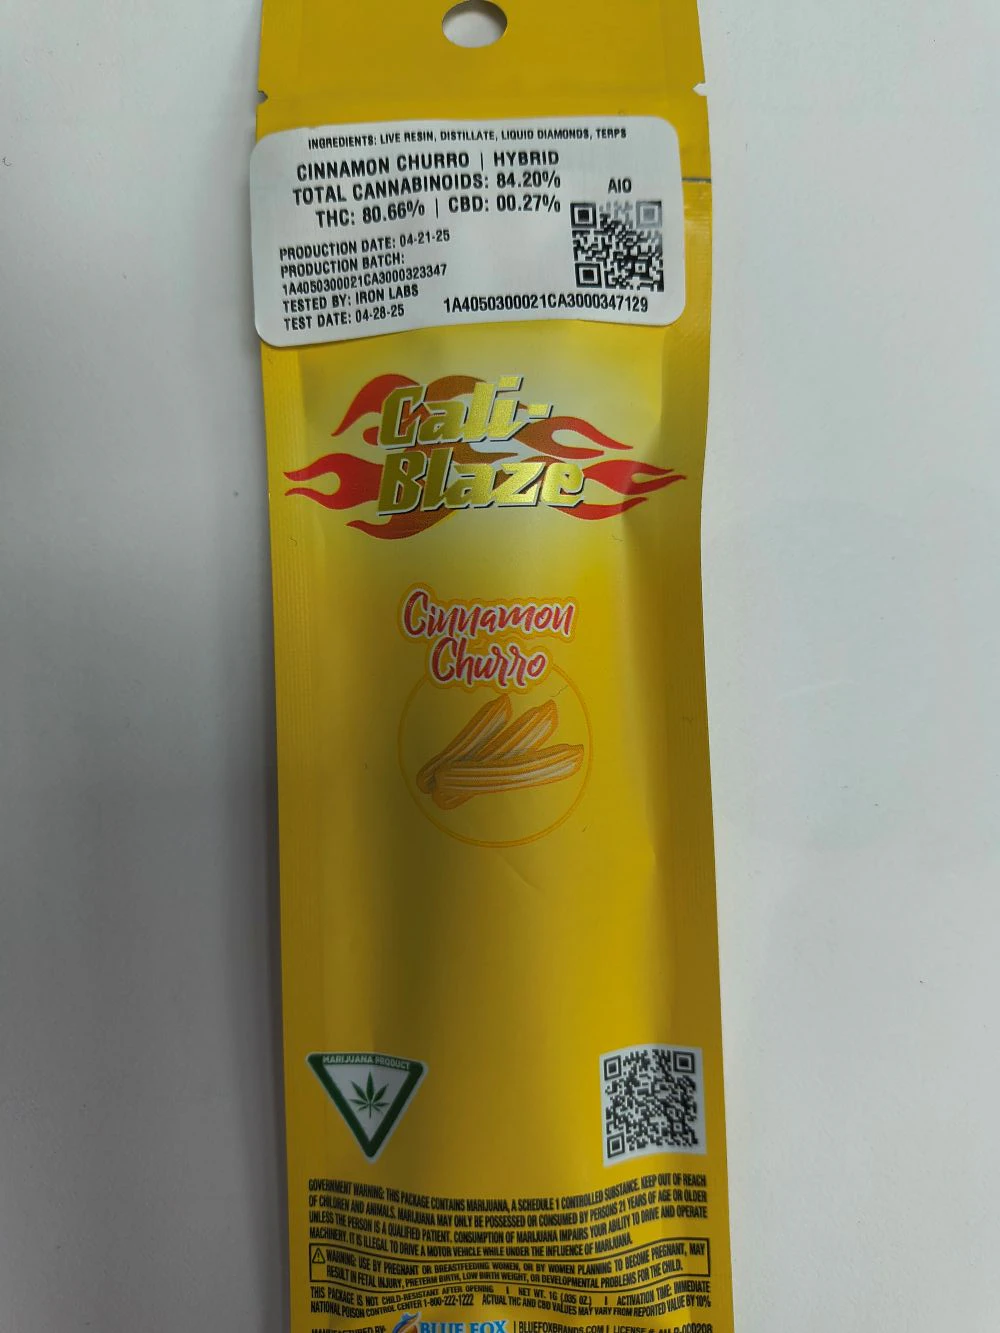 INGREDIENTS: LIVE RESIN, DISTILLATE, LIQUID DIAMONDS, TERPS
CINNAMON CHURRO | HYBRID
TOTAL CANNABINOIDS: 84.20%
THC: 80.66% | CBD: 00.27%
AIO
PRODUCTION DATE: 04-21-25
PRODUCTION BATCH:
1A4050300021CA3000323347
TESTED BY: IRON LABS
TEST DATE: 04-28-25
1A4050300021CA3000347129
Cali-
Blaze
Cinnamon
Churro
MARIJUANA PRODUCT
GOVERNMENT WARNING: THIS PACKAGE CONTAINS MARIJUANA, A SCHEDULE 1 CONTROLLED SUBSTANCE. KEEP OUT OF REACH
OF CHILDREN AND ANIMALS. MARIJUANA MAY ONLY BE POSSESSED OR CONSUMED BY PERSONS 21 YEARS OF AGE OR OLDER
UNLESS THE PERSON IS A QUALIFIED PATIENT. CONSUMPTION OF MARIJUANA IMPAIRS YOUR ABILITY TO DRIVE AND OPERATE
MACHINERY. IT IS ILLEGAL TO DRIVE A MOTOR VEHICLE WHILE UNDER THE INFLUENCE OF MARIJUANA.
WARNING: USE BY PREGNANT OR BREASTFEEDING WOMEN, OR BY WOMEN PLANNING TO BECOME PREGNANT, MAY
RESULT IN FETAL INJURY, PRETERM BIRTH, LOW BIRTH WEIGHT, OR DEVELOPMENTAL PROBLEMS FOR THE CHILD.
THIS PACKAGE IS NOT CHILD-RESISTANT AFTER OPENING | NET WT. 1G (.035 OZ.) | ACTIVATION TIME: IMMEDIATE
NATIONAL POISON CONTROL CENTER 1-800-222-1222 ACTUAL THC AND CBD VALUES MAY VARY FROM REPORTED VALUE BY 10%
MANUFACTURED BY: BLUE FOX | BLUEFOXBRANDS.COM | LICENSE #